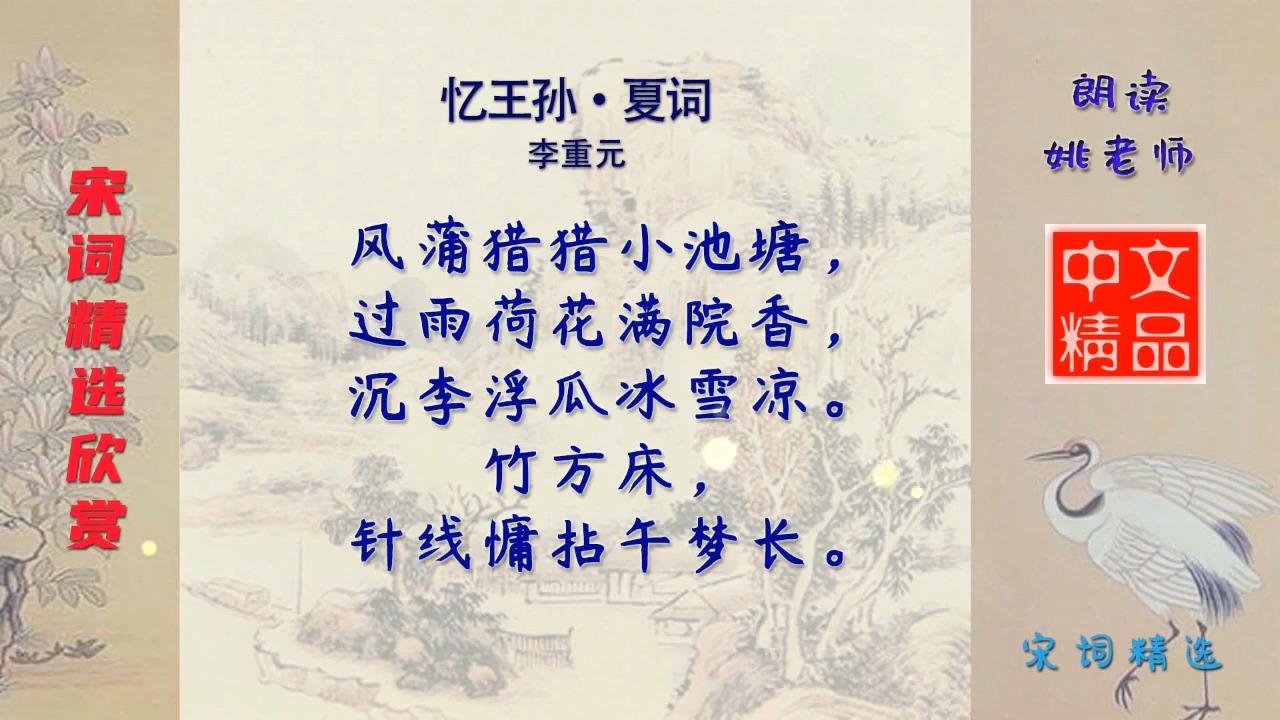 宋词精选欣赏
忆王孙·夏词
李重元
风蒲猎猎小池塘，
过雨荷花满院香，
沉李浮瓜冰雪凉。
竹方床，
针线慵拈午梦长。
朗读
姚老师
中文
精品
宋词精选